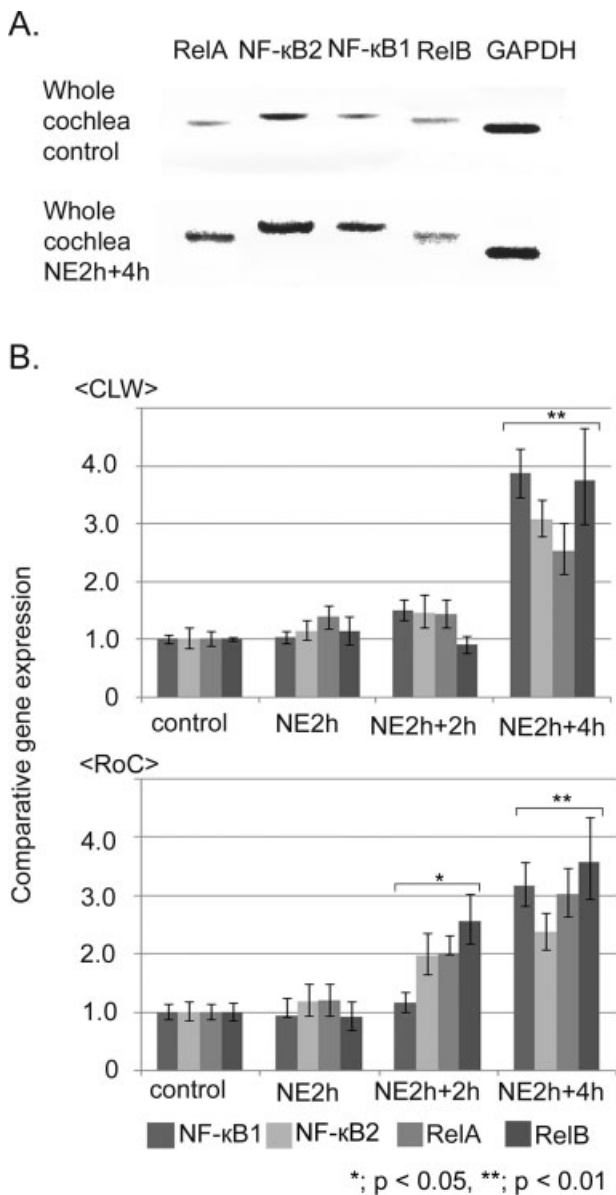 A.
RelA NF-κB2 NF-κB1 RelB GAPDH
Whole
cochlea
control
Whole
cochlea
NE2h+4h
B.
<CLW>
**
4.0
3.0
2.0
1.0
0
control NE2h NE2h+2h NE2h+4h
Comparative gene expression
<RoC>
**
*
4.0
3.0
2.0
1.0
0
control NE2h NE2h+2h NE2h+4h
NF-κB1 NF-κB2 RelA RelB
*; p < 0.05, **; p < 0.01